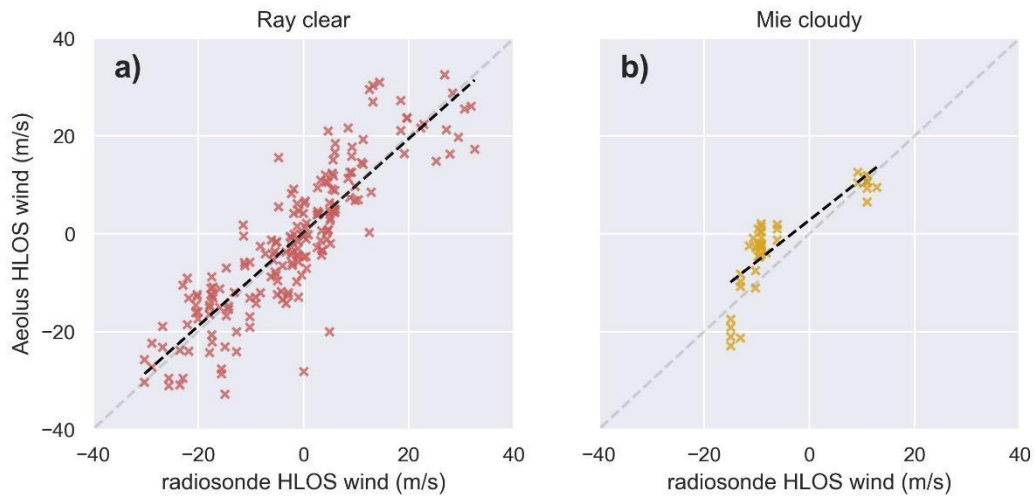 Ray clear
Mie cloudy
a)
b)
Aeolus HLOS wind (m/s)
40
20
0
−20
−40
−40
−20
0
20
40
−40
−20
0
20
40
radiosonde HLOS wind (m/s)
radiosonde HLOS wind (m/s)